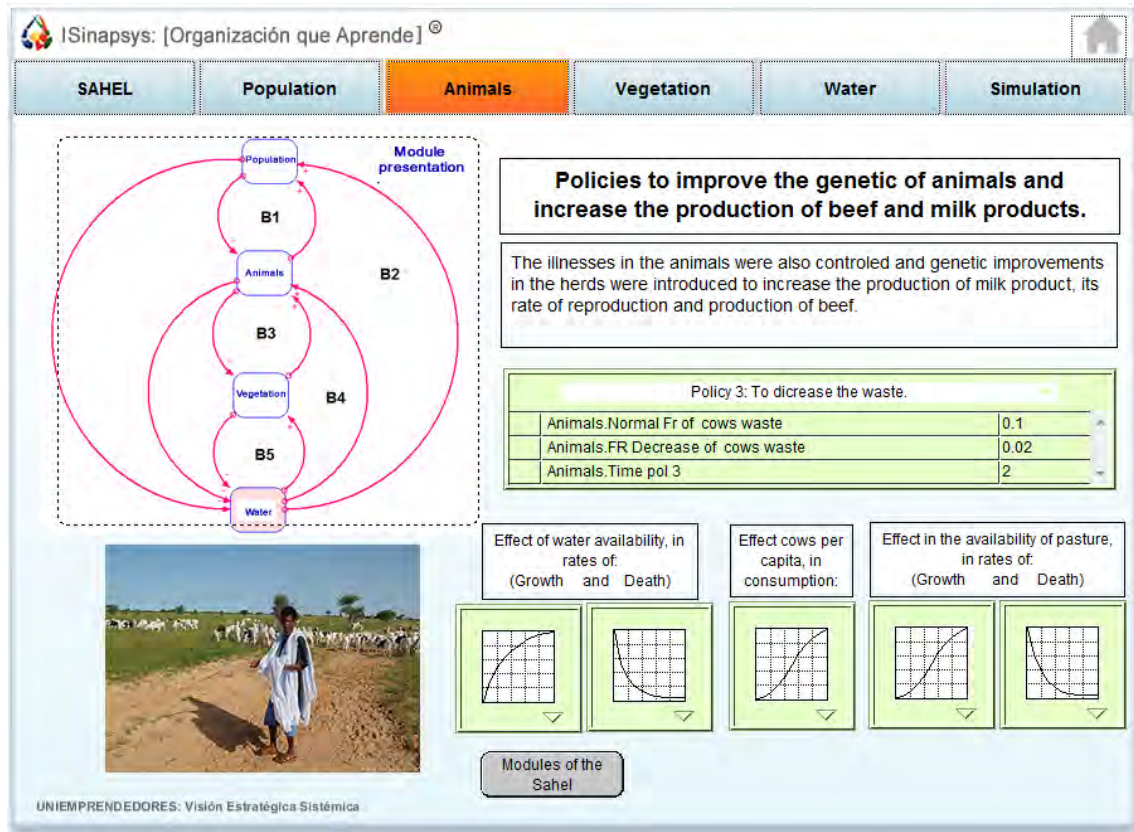 ISinapsys: [Organización que Aprende] ®
SAHEL
Population
Animals
Vegetation
Water
Simulation
Module
presentation
Population
+
+
B1
-
Animals
B2
+
+
B3
-
Vegetation
B4
+
B5
-
-
-
Water
Policies to improve the genetic of animals and
increase the production of beef and milk products.
The illnesses in the animals were also controled and genetic improvements
in the herds were introduced to increase the production of milk product, its
rate of reproduction and production of beef.
Policy 3: To dicrease the waste.
Animals.Normal Fr of cows waste 0.1
Animals.FR Decrease of cows waste 0.02
Animals.Time pol 3 2
Effect of water availability, in
rates of:
(Growth and Death)
Effect cows per
capita, in
consumption:
Effect in the availability of pasture,
in rates of:
(Growth and Death)
Modules of the
Sahel
UNIEMPRENDEDORES: Visión Estratégica Sistémica